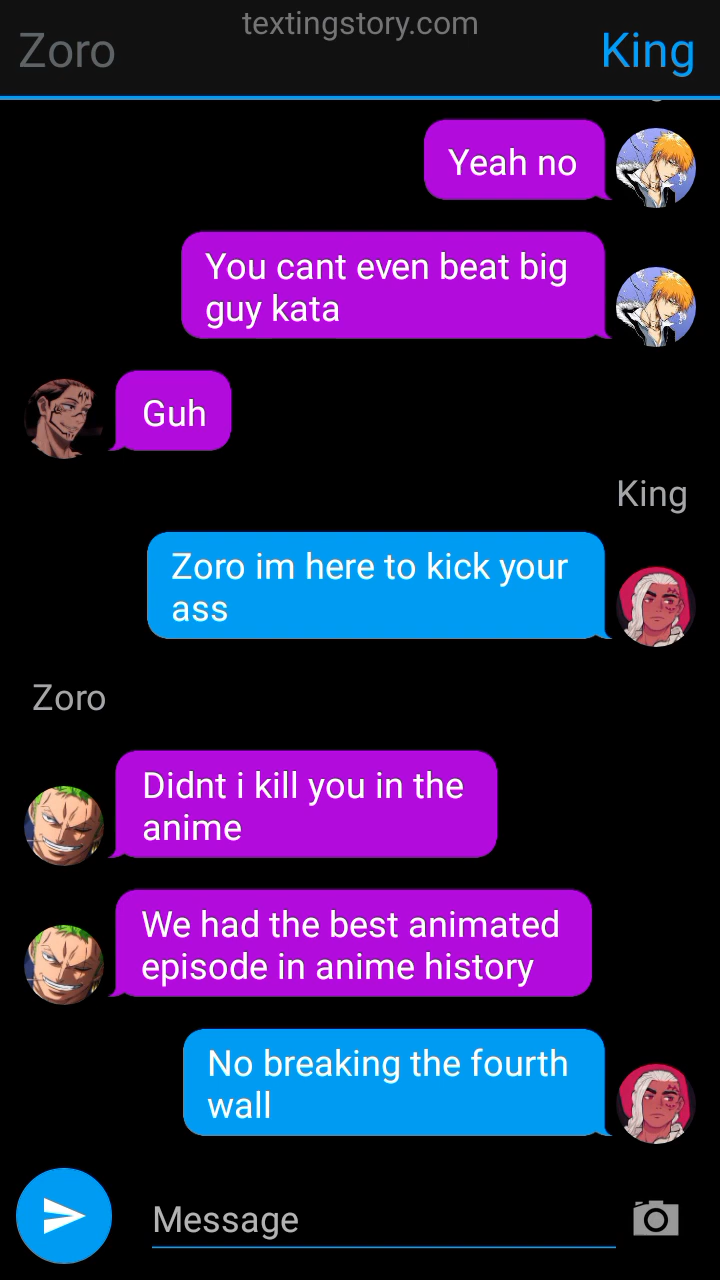 textingstory.com
Zoro
King
Yeah no
You cant even beat big
guy kata
Guh
King
Zoro im here to kick your
ass
Zoro
Didnt i kill you in the
anime
We had the best animated
episode in anime history
No breaking the fourth
wall
Message